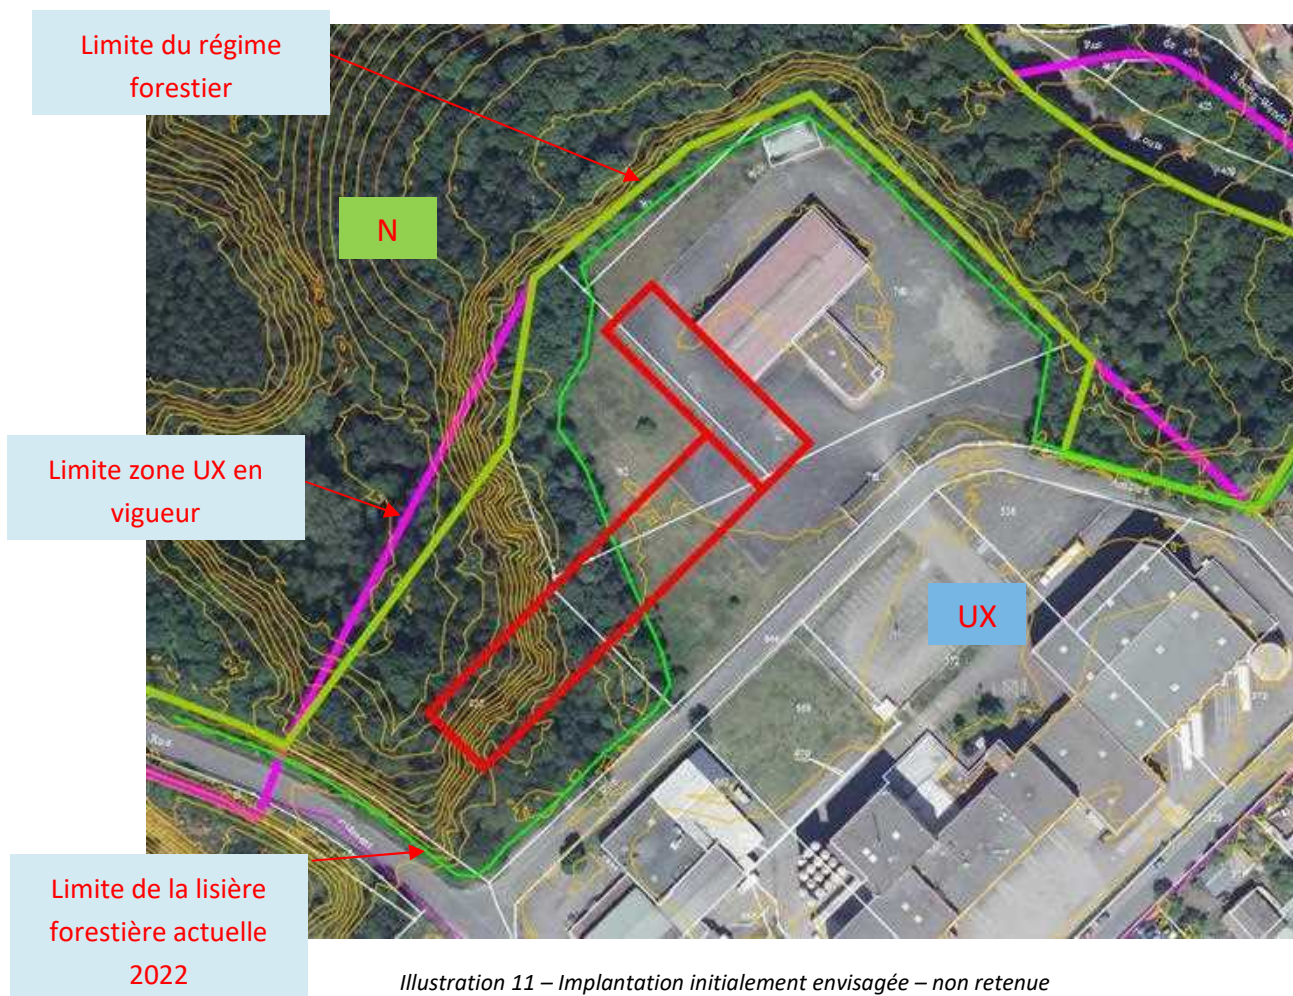 Limite du régime
forestier
N
Limite zone UX en
vigueur
UX
Limite de la lisière
forestière actuelle
2022
Rue
Illustration 11 – Implantation initialement envisagée – non retenue